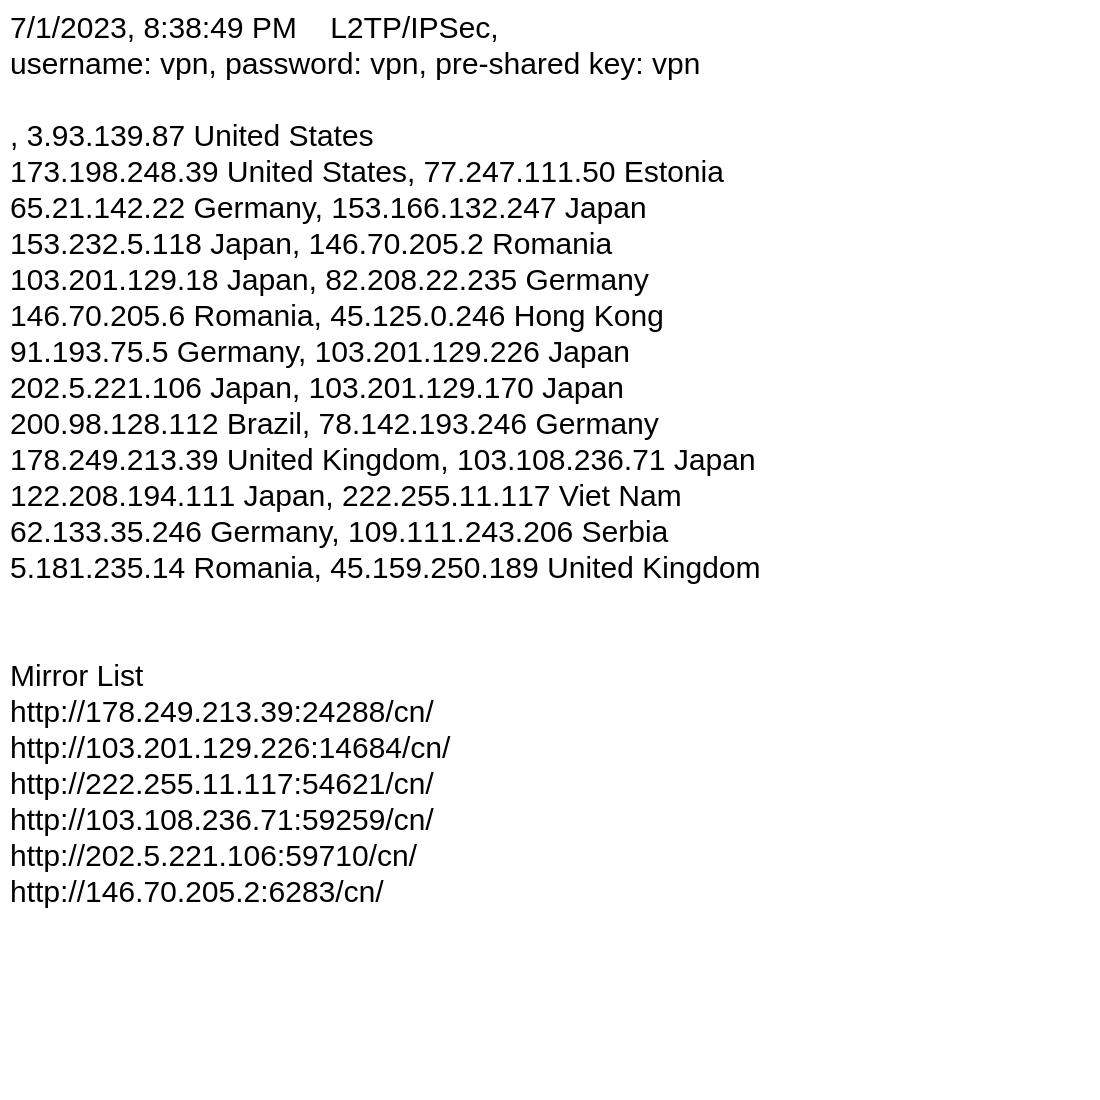 7/1/2023, 8:38:49 PM    L2TP/IPSec,
username: vpn, password: vpn, pre-shared key: vpn
, 3.93.139.87 United States
173.198.248.39 United States, 77.247.111.50 Estonia
65.21.142.22 Germany, 153.166.132.247 Japan
153.232.5.118 Japan, 146.70.205.2 Romania
103.201.129.18 Japan, 82.208.22.235 Germany
146.70.205.6 Romania, 45.125.0.246 Hong Kong
91.193.75.5 Germany, 103.201.129.226 Japan
202.5.221.106 Japan, 103.201.129.170 Japan
200.98.128.112 Brazil, 78.142.193.246 Germany
178.249.213.39 United Kingdom, 103.108.236.71 Japan
122.208.194.111 Japan, 222.255.11.117 Viet Nam
62.133.35.246 Germany, 109.111.243.206 Serbia
5.181.235.14 Romania, 45.159.250.189 United Kingdom
Mirror List
http://178.249.213.39:24288/cn/
http://103.201.129.226:14684/cn/
http://222.255.11.117:54621/cn/
http://103.108.236.71:59259/cn/
http://202.5.221.106:59710/cn/
http://146.70.205.2:6283/cn/